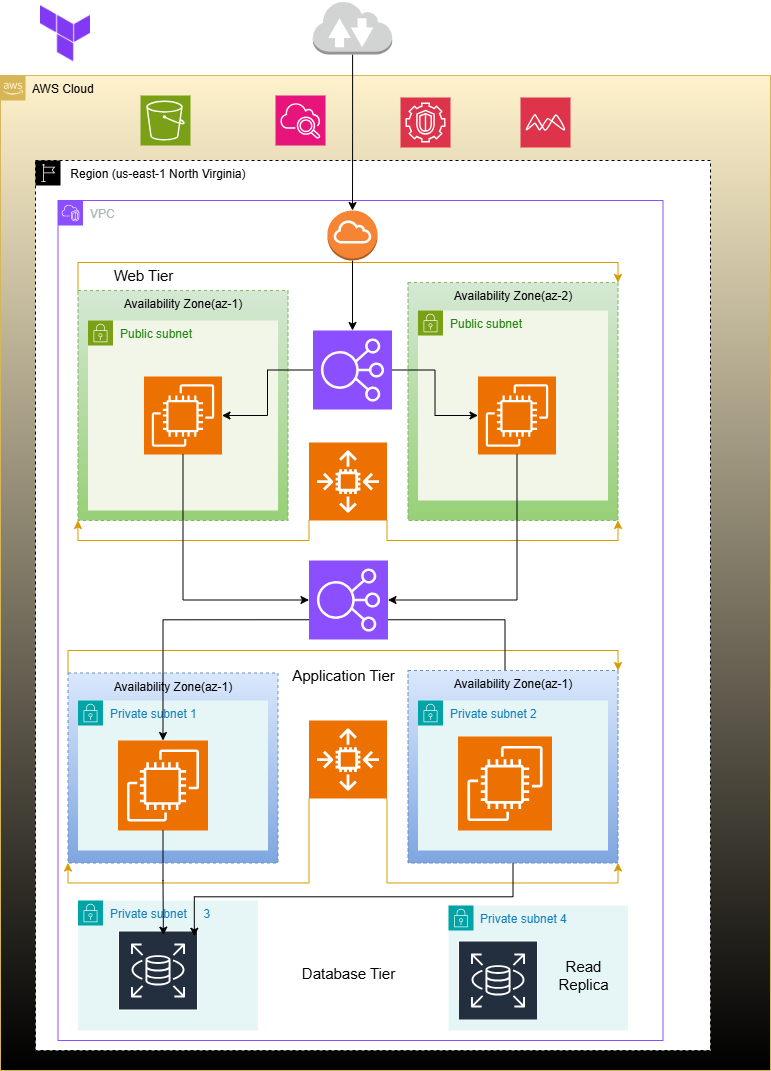 aws
AWS Cloud
Region (us-east-1 North Virginia)
VPC
Web Tier
Availability Zone(az-1)
Availability Zone(az-2)
Public subnet
Public subnet
Application Tier
Availability Zone(az-1)
Availability Zone(az-1)
Private subnet 1
Private subnet 2
Private subnet 3
Private subnet 4
Database Tier
Read
Replica